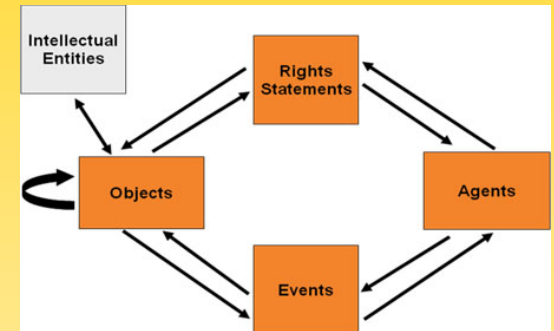 Intellectual
Entities
Rights
Statements
Objects
Agents
Events